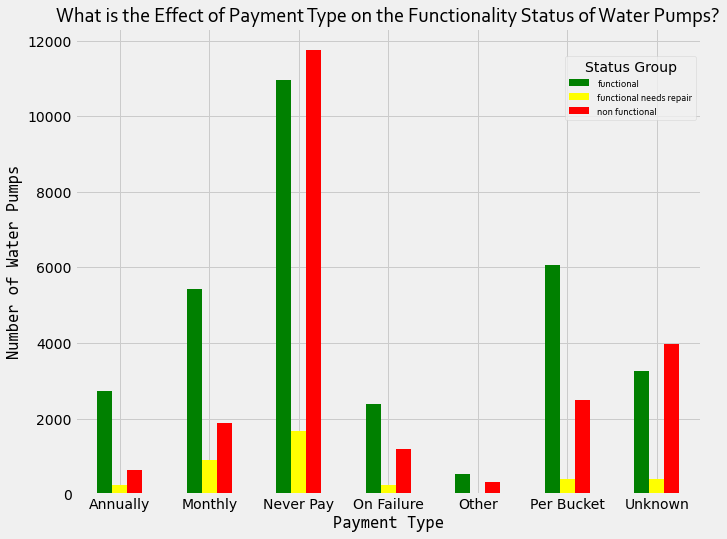 What is the Effect of Payment Type on the Functionality Status of Water Pumps?
12000
10000
8000
6000
4000
2000
0
Number of Water Pumps
Status Group
functional
functional needs repair
non functional
Annually Monthly Never Pay On Failure Other Per Bucket Unknown
Payment Type